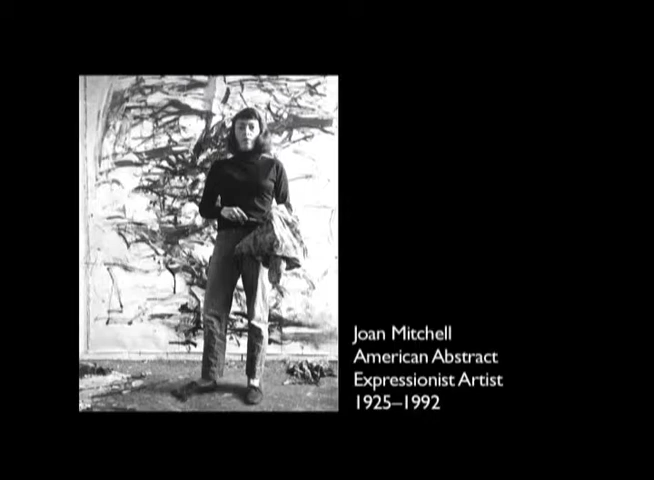 Joan Mitchell
American Abstract
Expressionist Artist
1925–1992